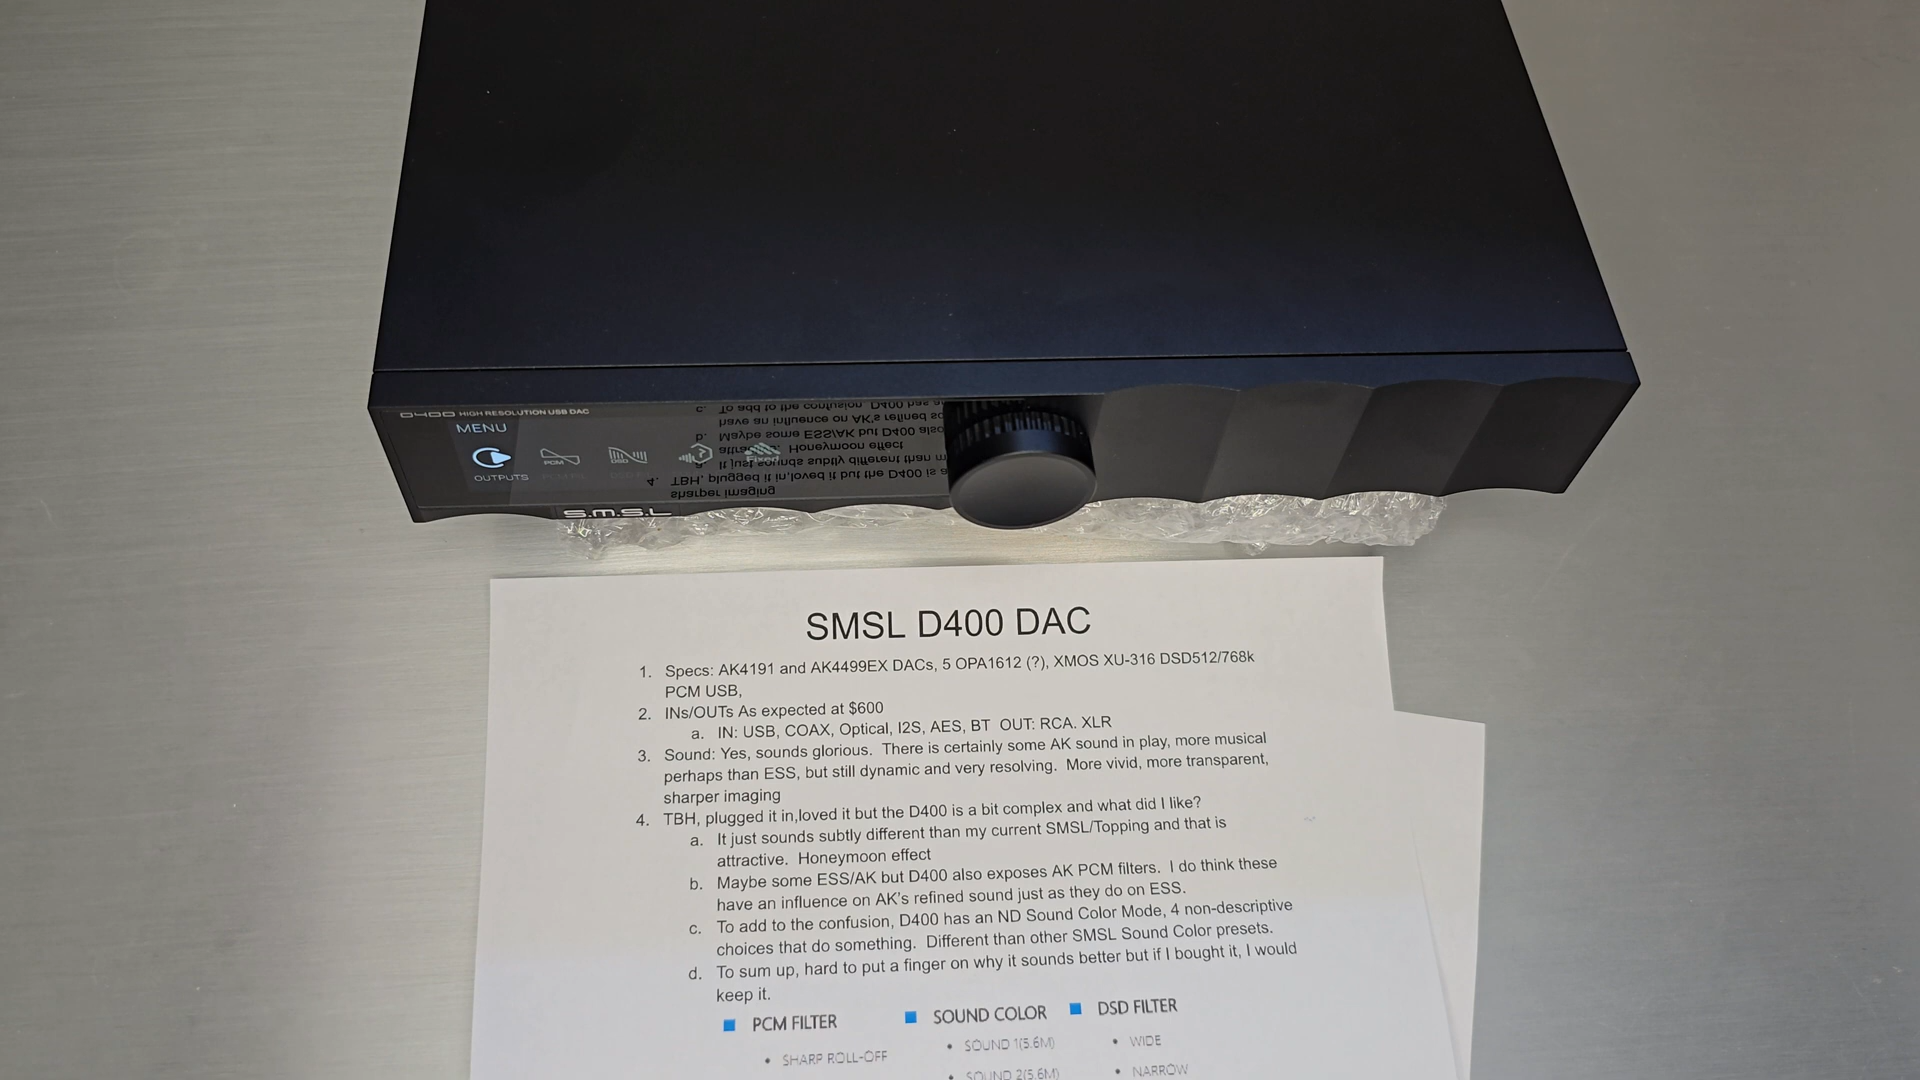 D400 HIGH RESOLUTION USB DAC
MENU
PCM
DSD
?
Fixed
OUTPUTS
S.M.S.L
SMSL D400 DAC
1. Specs: AK4191 and AK4499EX DACs, 5 OPA1612 (?), XMOS XU-316 DSD512/768k
PCM USB,
2. INs/OUTs As expected at $600
a. IN: USB, COAX, Optical, I2S, AES, BT OUT: RCA. XLR
3. Sound: Yes, sounds glorious. There is certainly some AK sound in play, more musical
perhaps than ESS, but still dynamic and very resolving. More vivid, more transparent,
sharper imaging
4. TBH, plugged it in,loved it but the D400 is a bit complex and what did I like?
a. It just sounds subtly different than my current SMSL/Topping and that is
attractive. Honeymoon effect
b. Maybe some ESS/AK but D400 also exposes AK PCM filters. I do think these
have an influence on AK's refined sound just as they do on ESS.
c. To add to the confusion, D400 has an ND Sound Color Mode, 4 non-descriptive
choices that do something. Different than other SMSL Sound Color presets.
d. To sum up, hard to put a finger on why it sounds better but if I bought it, I would
keep it.
PCM FILTER SOUND COLOR DSD FILTER
• SHARP ROLL-OFF • SOUND 1(5.6M) • WIDE
• SOUND 2(5.6M) • NARROW